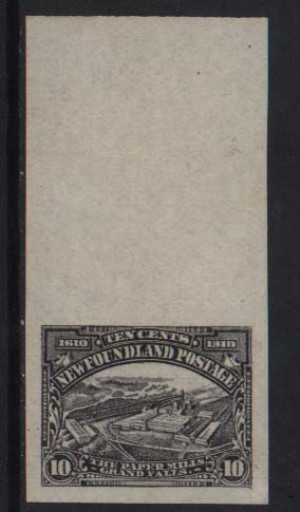 1610 TEN CENTS 1910
NEWFOUNDLAND POSTAGE
10 THE PAPER MILLS 10
GRAND FALLS